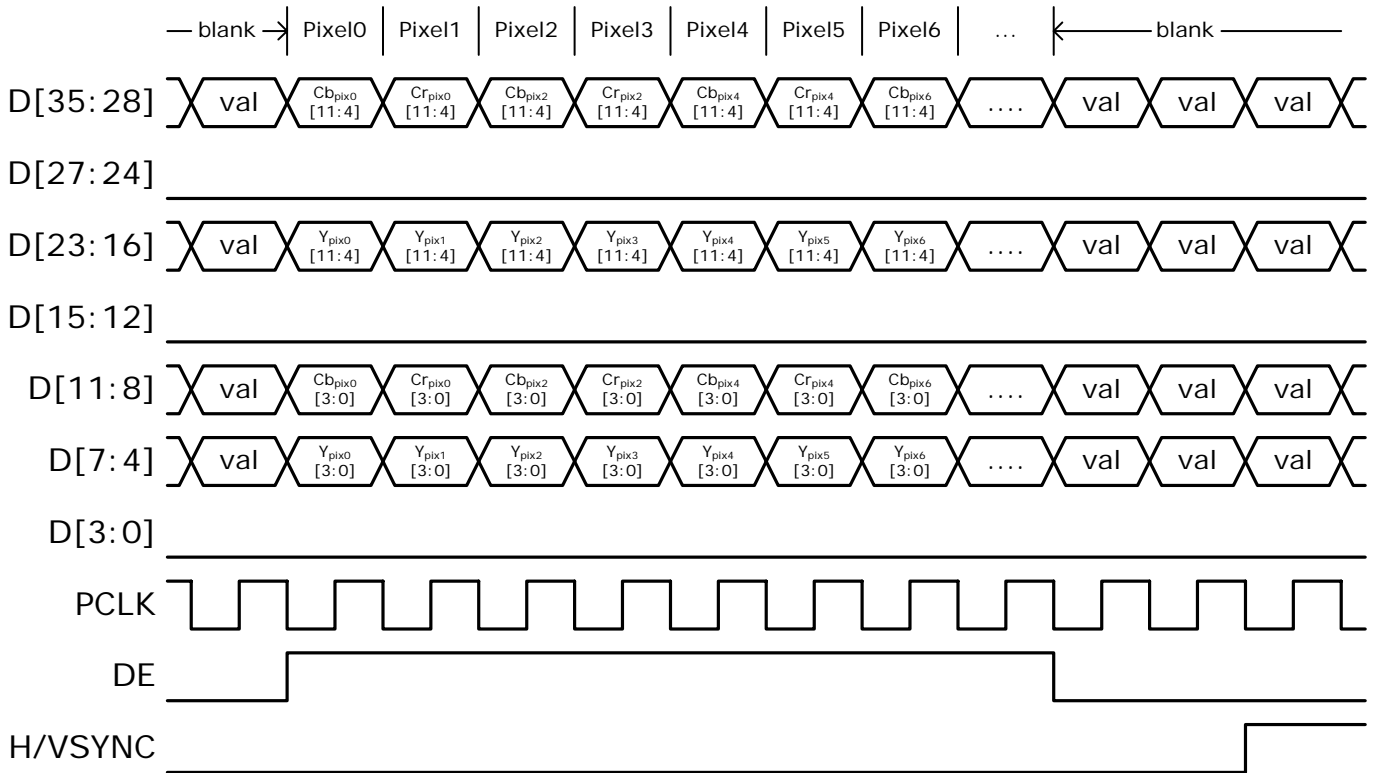 blank Pixel0 Pixel1 Pixel2 Pixel3 Pixel4 Pixel5 Pixel6 ... blank
D[35:28] val Cbpix0 [11:4] Crpix0 [11:4] Cbpix2 [11:4] Crpix2 [11:4] Cbpix4 [11:4] Crpix4 [11:4] Cbpix6 [11:4] .... val val val
D[27:24]
D[23:16] val Ypix0 [11:4] Ypix1 [11:4] Ypix2 [11:4] Ypix3 [11:4] Ypix4 [11:4] Ypix5 [11:4] Ypix6 [11:4] .... val val val
D[15:12]
D[11:8] val Cbpix0 [3:0] Crpix0 [3:0] Cbpix2 [3:0] Crpix2 [3:0] Cbpix4 [3:0] Crpix4 [3:0] Cbpix6 [3:0] .... val val val
D[7:4] val Ypix0 [3:0] Ypix1 [3:0] Ypix2 [3:0] Ypix3 [3:0] Ypix4 [3:0] Ypix5 [3:0] Ypix6 [3:0] .... val val val
D[3:0]
PCLK
DE
H/VSYNC